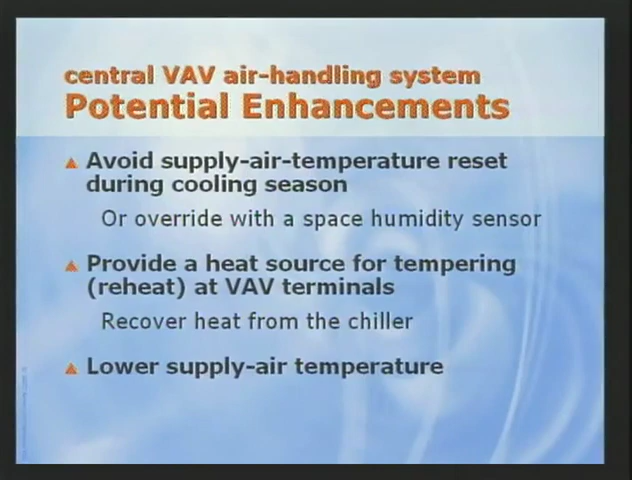 central VAV air-handling system
Potential Enhancements
Avoid supply-air-temperature reset
during cooling season
Or override with a space humidity sensor
Provide a heat source for tempering
(reheat) at VAV terminals
Recover heat from the chiller
Lower supply-air temperature